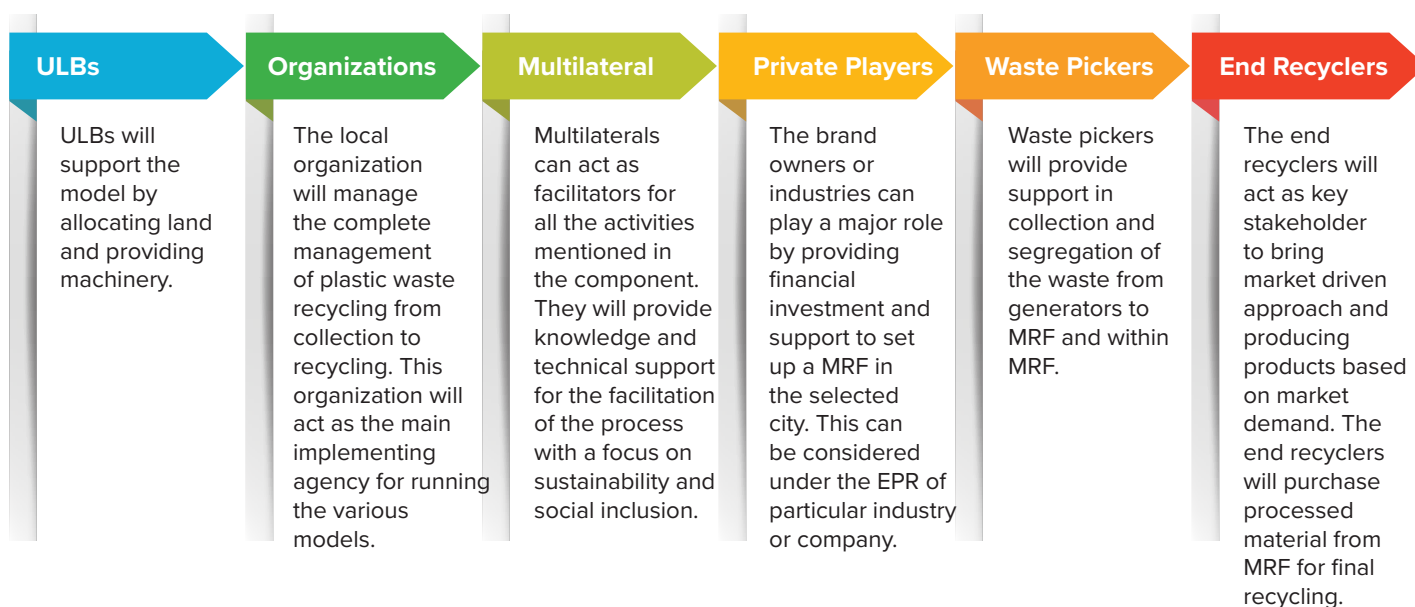 ULBs
ULBs will
support the
model by
allocating land
and providing
machinery.
Organizations
The local
organization
will manage
the complete
management
of plastic waste
recycling from
collection to
recycling. This
organization will
act as the main
implementing
agency for running
the various
models.
Multilateral
Multilaterals
can act as
facilitators for
all the activities
mentioned in
the component.
They will provide
knowledge and
technical support
for the facilitation
of the process
with a focus on
sustainability and
social inclusion.
Private Players
The brand
owners or
industries can
play a major role
by providing
financial
investment and
support to set
up a MRF in
the selected
city. This can
be considered
under the EPR of
particular industry
or company.
Waste Pickers
Waste pickers
will provide
support in
collection and
segregation of
the waste from
generators to
MRF and within
MRF.
End Recyclers
The end
recyclers will
act as key
stakeholder
to bring
market driven
approach and
producing
products based
on market
demand. The
end recyclers
will purchase
processed
material from
MRF for final
recycling.